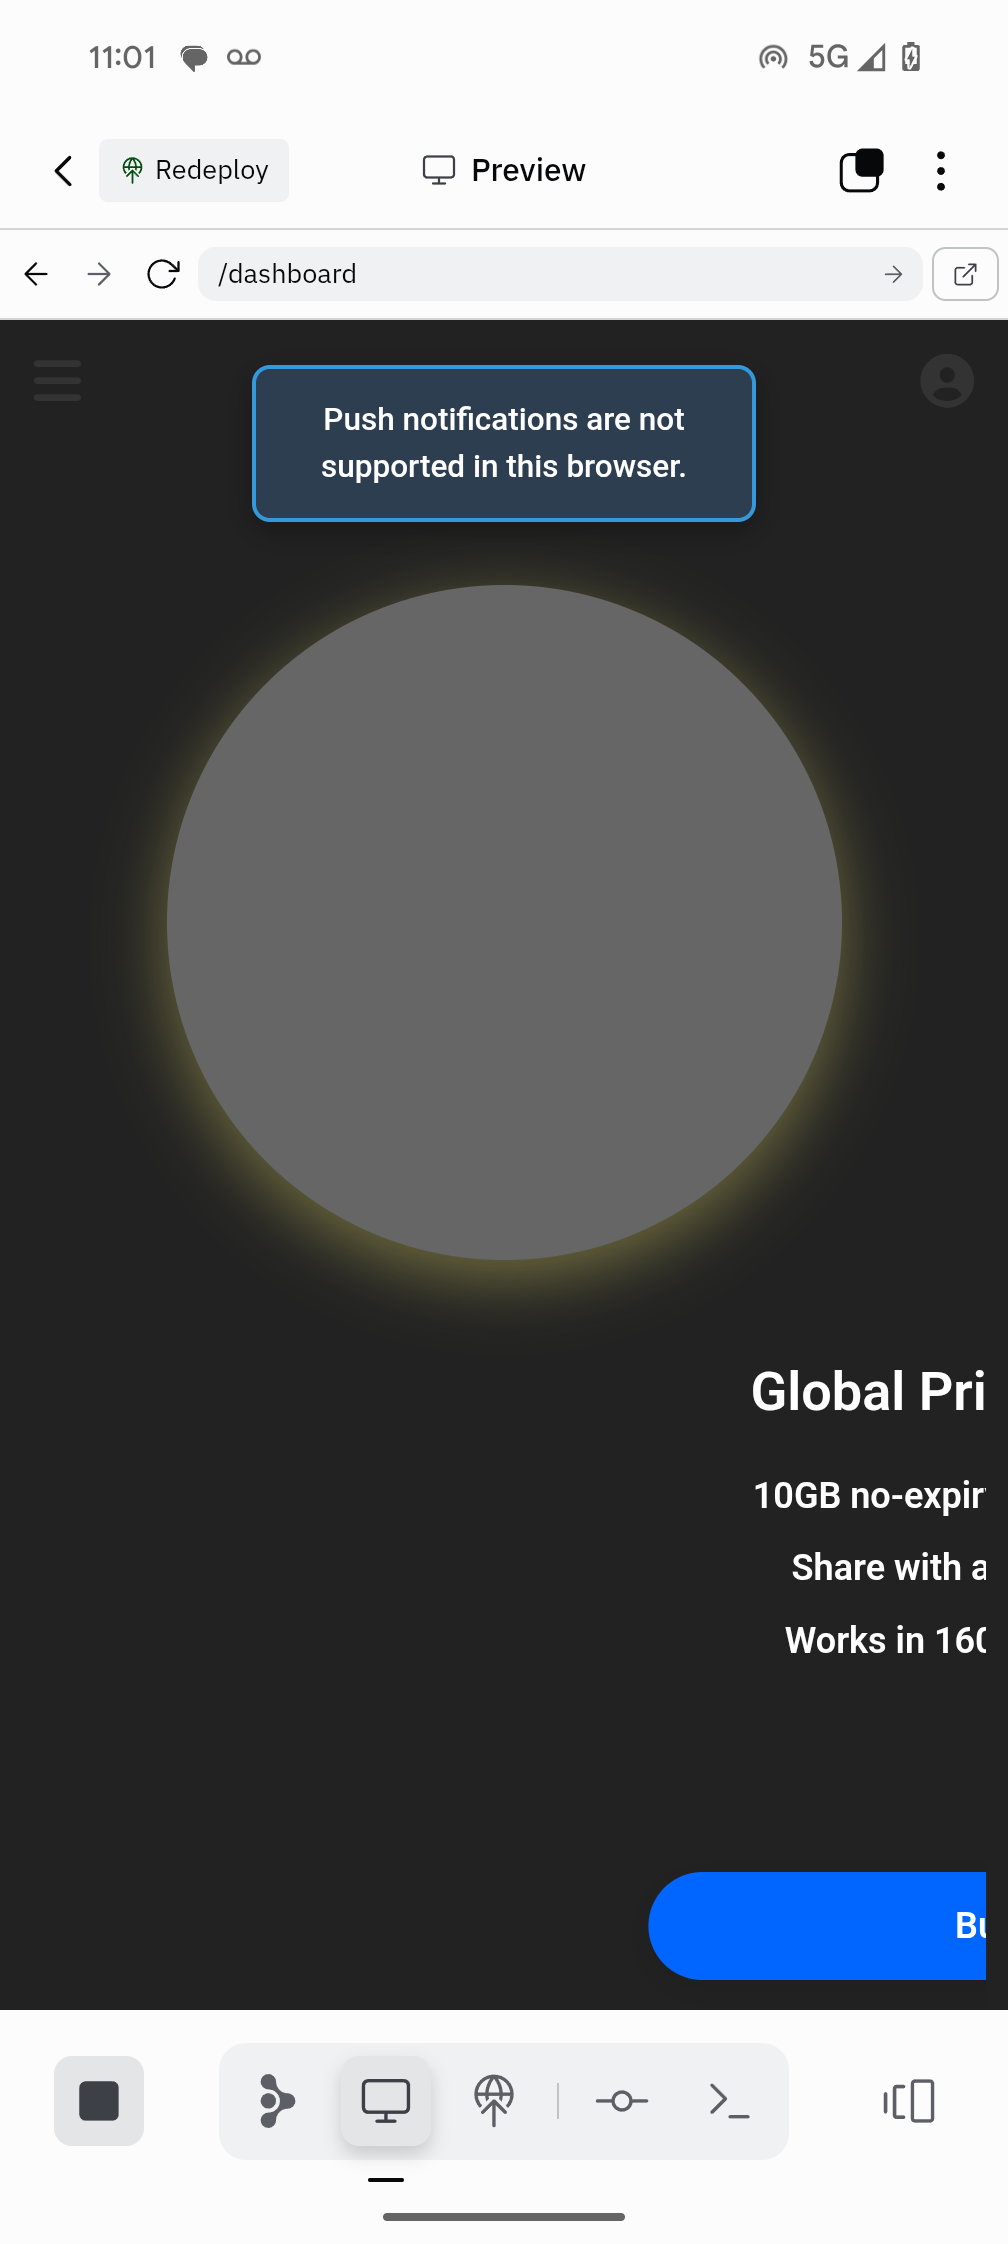 11:01
5G
Redeploy
Preview
/dashboard
Push notifications are not
supported in this browser.
Global Pri
10GB no-expir
Share with a
Works in 160
Bu